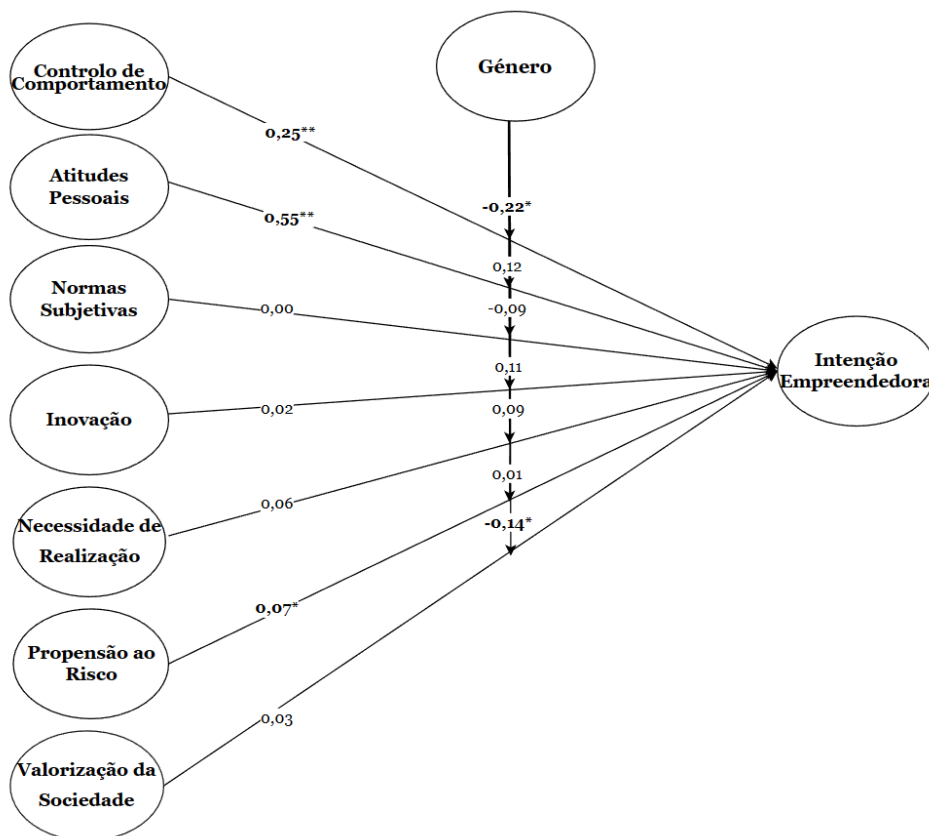 Controlo de
Comportamento
Género
0,25**
Atitudes
Pessoais
0,55**
-0,22*
0,12
Normas
Subjetivas
0,00
-0,09
Intenção
Empreendedora
0,11
Inovação
0,02
0,09
Necessidade de
Realização
0,06
0,01
-0,14*
Propensão ao
Risco
0,07*
Valorização da
Sociedade
0,03